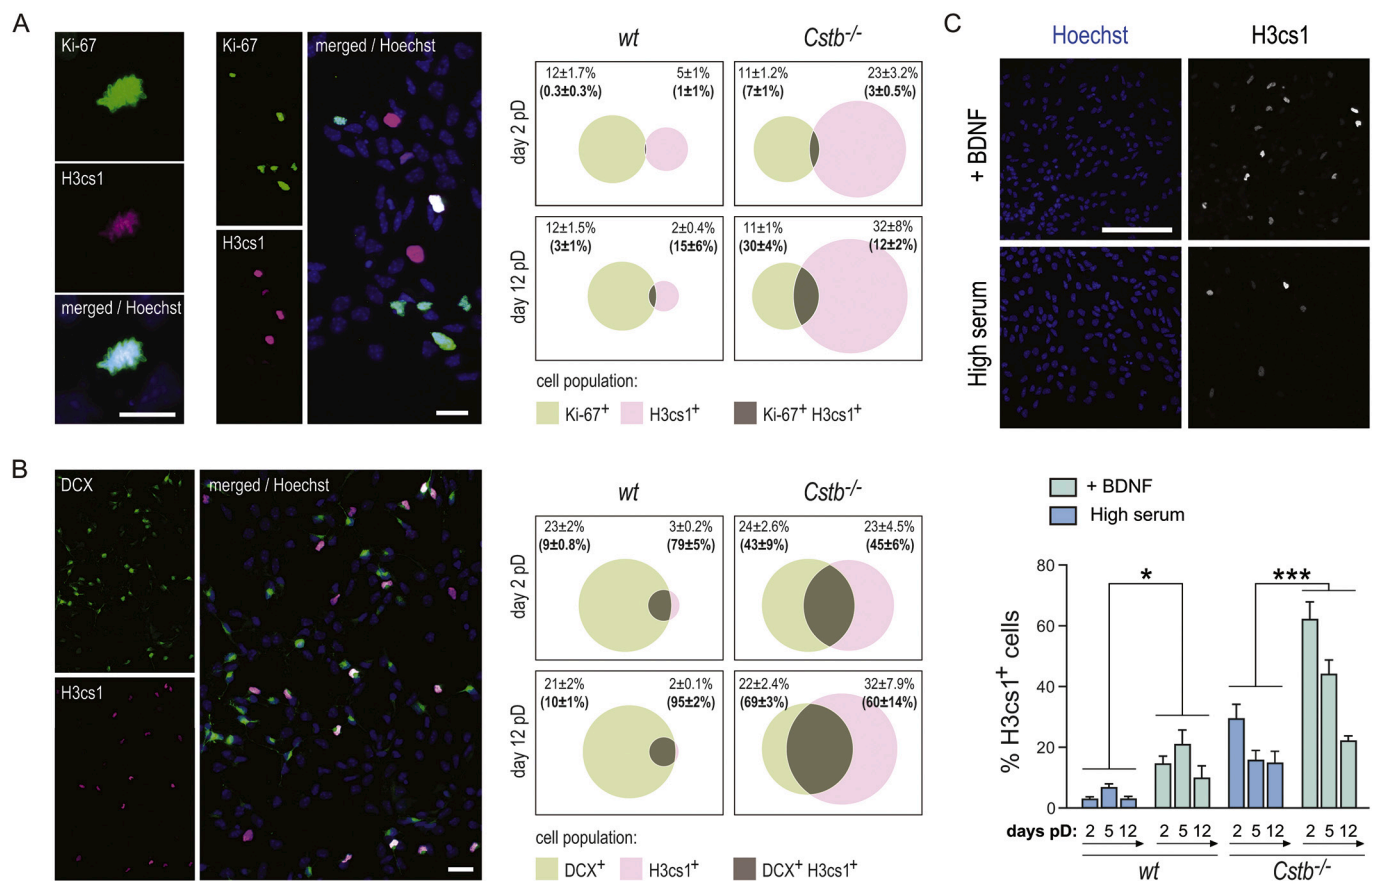 A
Ki-67
H3cs1
merged / Hoechst
Ki-67
H3cs1
merged / Hoechst
wt
Cstb-/-
day 2 pD
12±1.7%
(0.3±0.3%)
5±1%
(1±1%)
11±1.2%
(7±1%)
23±3.2%
(3±0.5%)
day 12 pD
12±1.5%
(3±1%)
2±0.4%
(15±6%)
11±1%
(30±4%)
32±8%
(12±2%)
cell population:
Ki-67+
H3cs1+
Ki-67+ H3cs1+
B
DCX
H3cs1
merged / Hoechst
wt
Cstb-/-
day 2 pD
23±2%
(9±0.8%)
3±0.2%
(79±5%)
24±2.6%
(43±9%)
23±4.5%
(45±6%)
day 12 pD
21±2%
(10±1%)
2±0.1%
(95±2%)
22±2.4%
(69±3%)
32±7.9%
(60±14%)
cell population:
DCX+
H3cs1+
DCX+ H3cs1+
C
Hoechst
H3cs1
+ BDNF
High serum
+ BDNF
High serum
% H3cs1+ cells
80
60
40
20
0
*
***
days pD: 2 5 12 2 5 12 2 5 12 2 5 12
wt
Cstb-/-